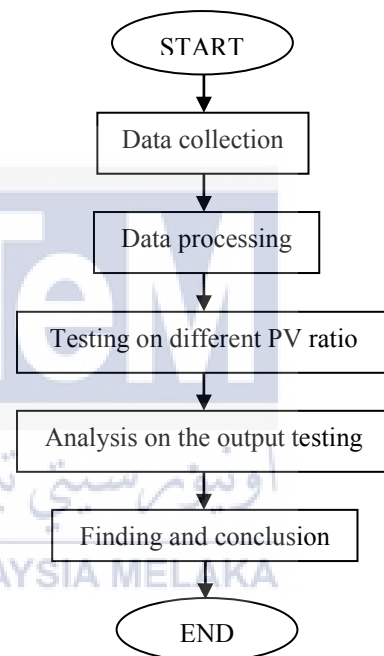 START
Data collection
Data processing
TeM
Testing on different PV ratio
Analysis on the output testing
اونيۏرسيتي
Finding and conclusion
AYSIA MELAKA
END